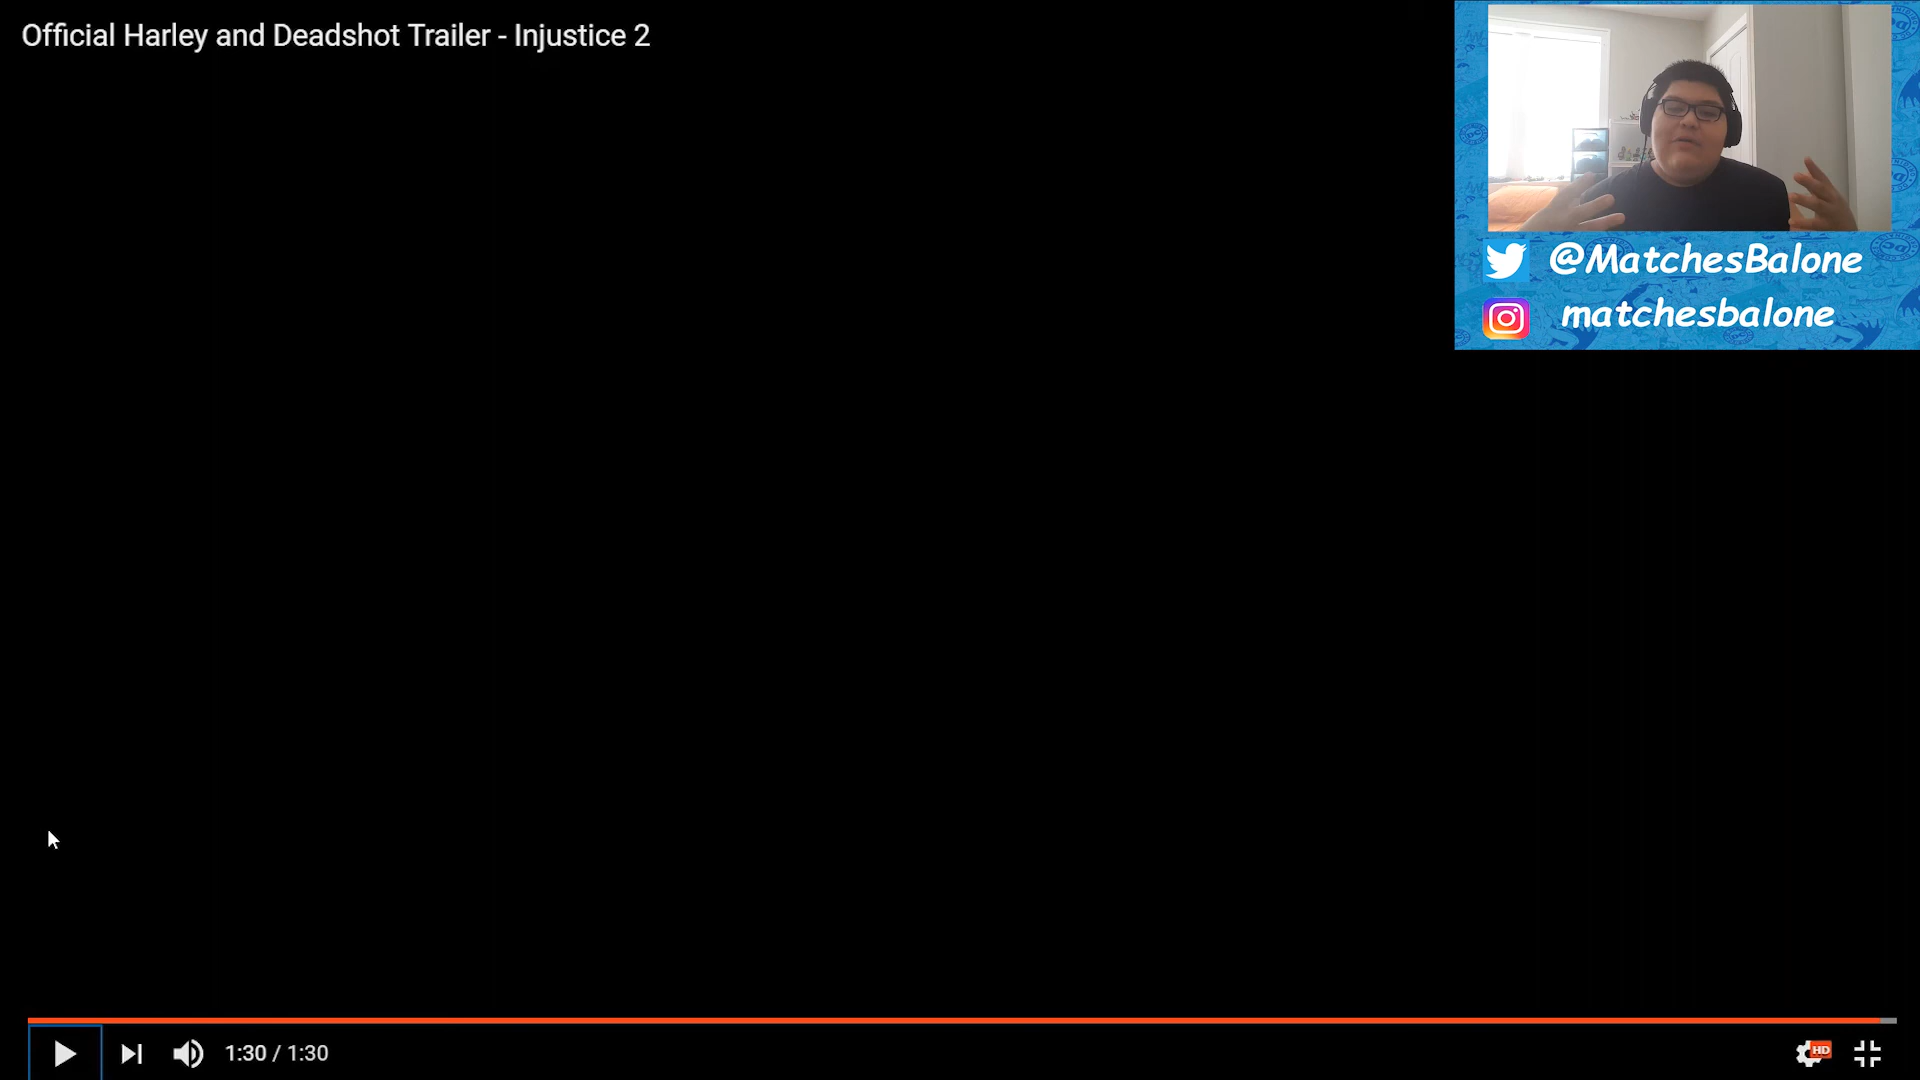 Official Harley and Deadshot Trailer - Injustice 2
@MatchesBalone
matchesbalone
1:30 / 1:30
HD